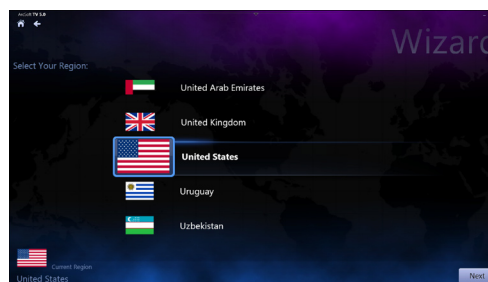 ArcSoft TV 5.0
Wizard
Select Your Region:
United Arab Emirates
United Kingdom
United States
Uruguay
Uzbekistan
Current Region
United States
Next